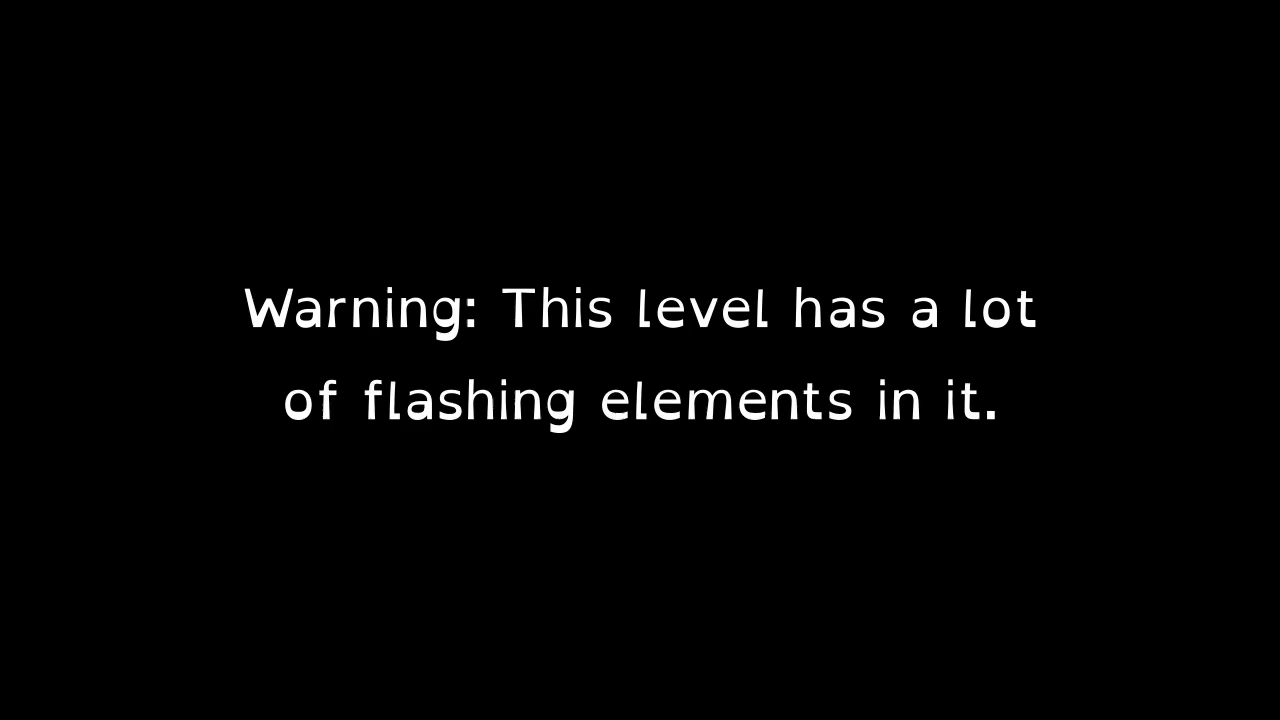 Warning: This level has a lot
of flashing elements in it.